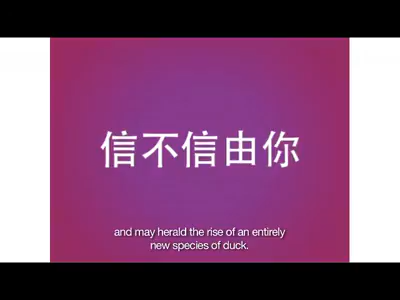 信不信由你
and may herald the rise of an entirely
new species of duck.